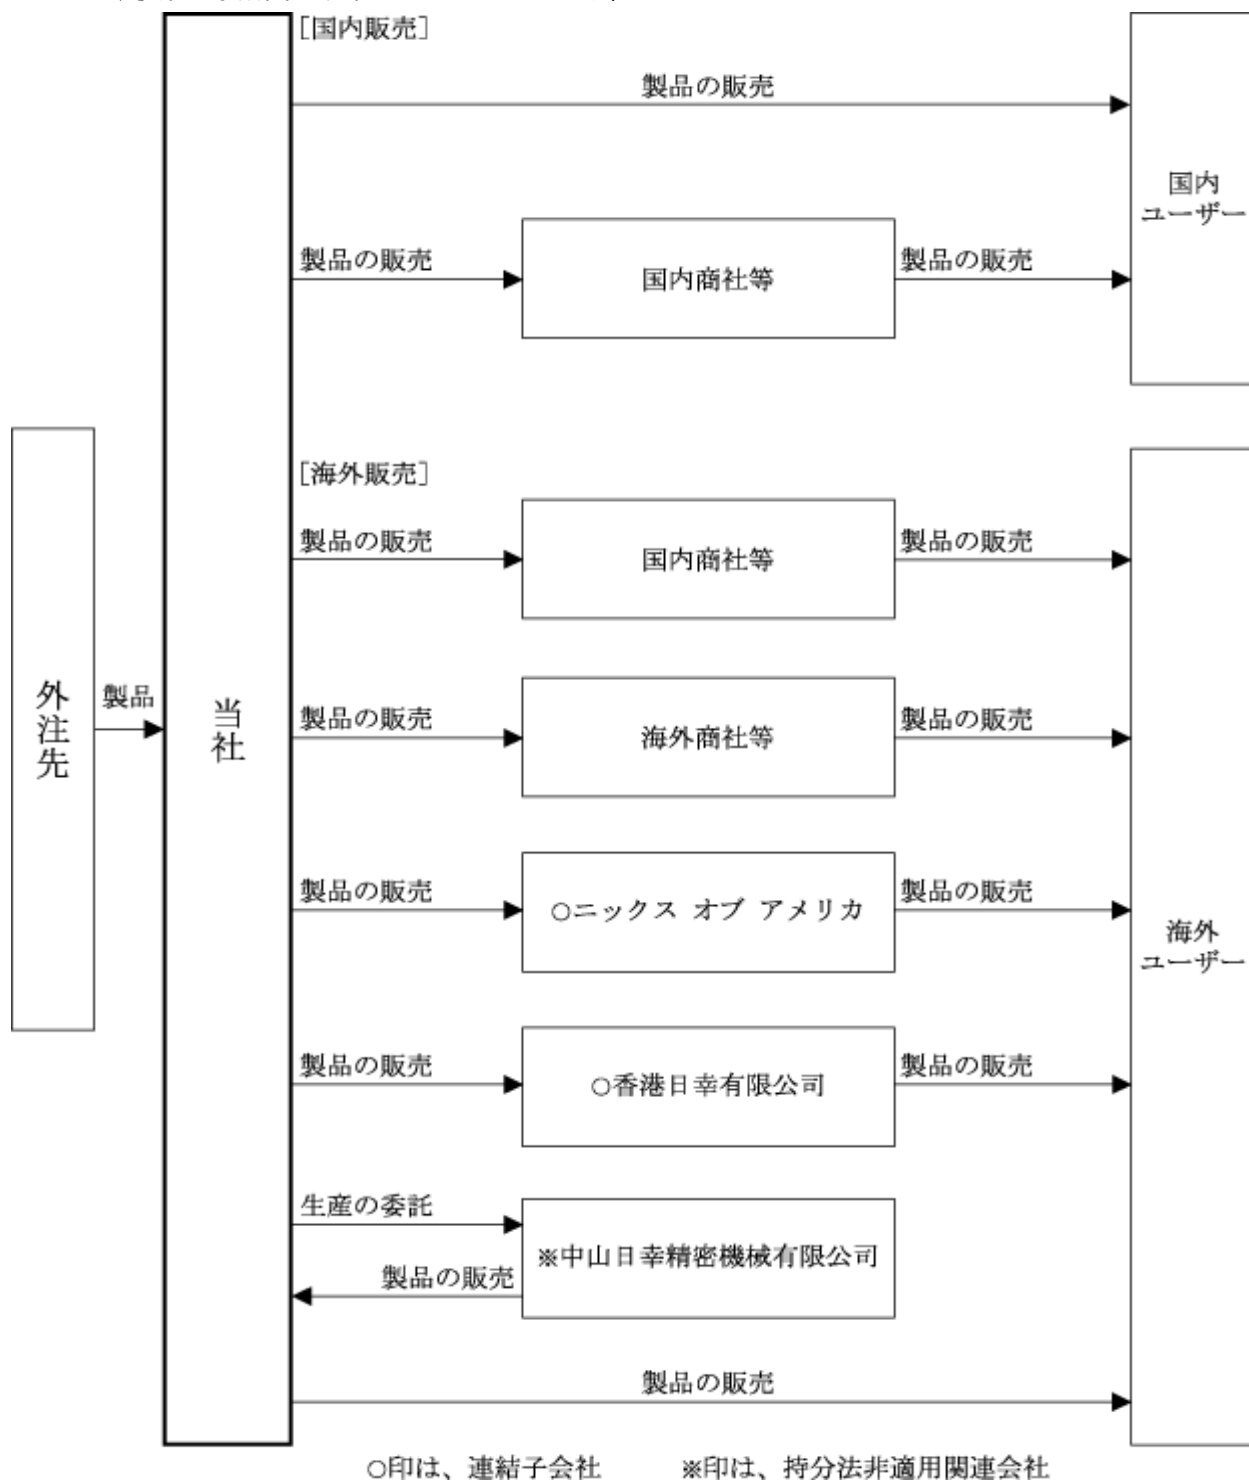 [国内販売]
製品の販売
国内
ユーザー
製品の販売
国内商社等
製品の販売
[海外販売]
製品の販売
国内商社等
製品の販売
外注先
製品
当社
製品の販売
海外商社等
製品の販売
製品の販売
○ニックス オブ アメリカ
製品の販売
海外
ユーザー
製品の販売
○香港日幸有限公司
製品の販売
生産の委託
※中山日幸精密機械有限公司
製品の販売
製品の販売
○印は、連結子会社
※印は、持分法非適用関連会社